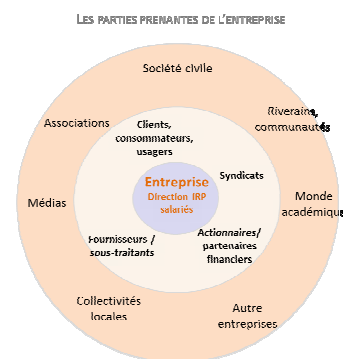 LES PARTIES PRENANTES DE L'ENTREPRISE
Société civile
Associations
Riverains,
communautés
Clients,
consommateurs,
usagers
Syndicats
Entreprise
Direction IRP
salariés
Médias
Monde
académique
Fournisseurs /
sous-traitants
Actionnaires/
partenaires
financiers
Collectivités
locales
Autre
entreprises